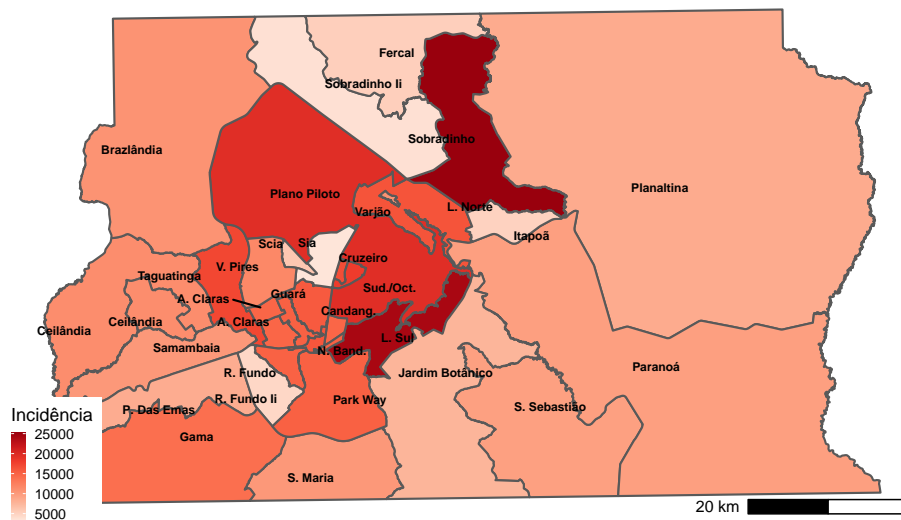 Fercal
Sobradinho Ii
Sobradinho
Brazlândia
Planaltina
Plano Piloto
L. Norte
Varjão
Itapoã
Scia
Sia
Cruzeiro
V. Pires
Taguatinga
Sud./Oct.
Guará
A. Claras
Candang.
A. Claras
Ceilândia
Ceilândia
L. Sul
Samambaia
N. Band.
R. Fundo
Jardim Botânico
Paranoá
R. Fundo Ii
Park Way
S. Sebastião
P. Das Emas
Gama
S. Maria
Incidência
25000
20000
15000
10000
5000
20 km